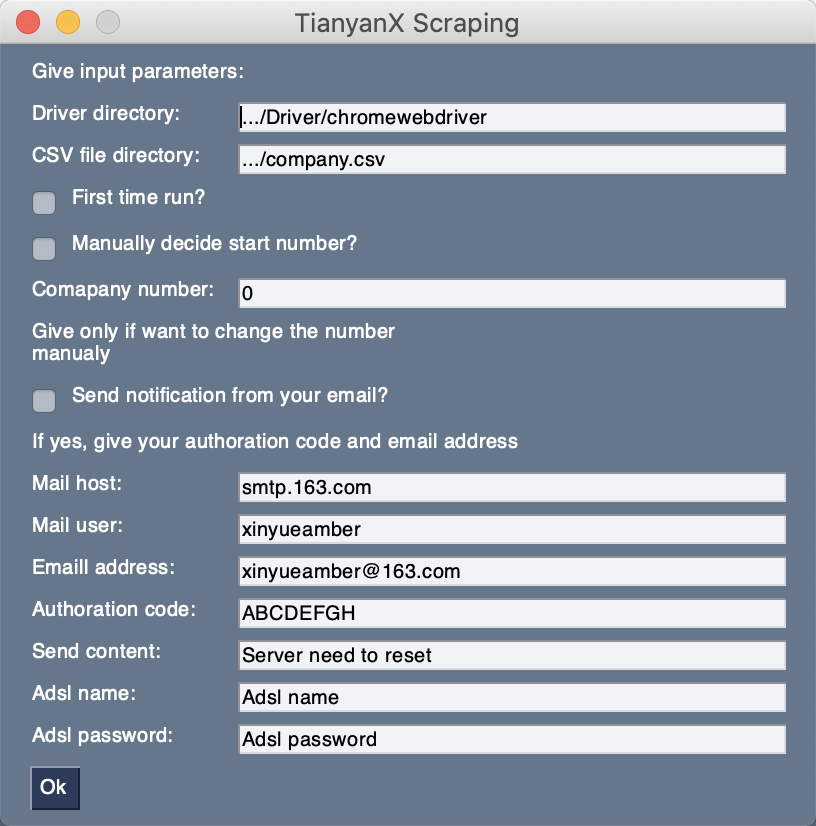 TianyanX Scraping
Give input parameters:
Driver directory: .../Driver/chromewebdriver
CSV file directory: .../company.csv
First time run?
Manually decide start number?
Comapany number: 0
Give only if want to change the number
manualy
Send notification from your email?
If yes, give your authoration code and email address
Mail host: smtp.163.com
Mail user: xinyueamber
Emaill address: xinyueamber@163.com
Authoration code: ABCDEFGH
Send content: Server need to reset
Adsl name: Adsl name
Adsl password: Adsl password
Ok